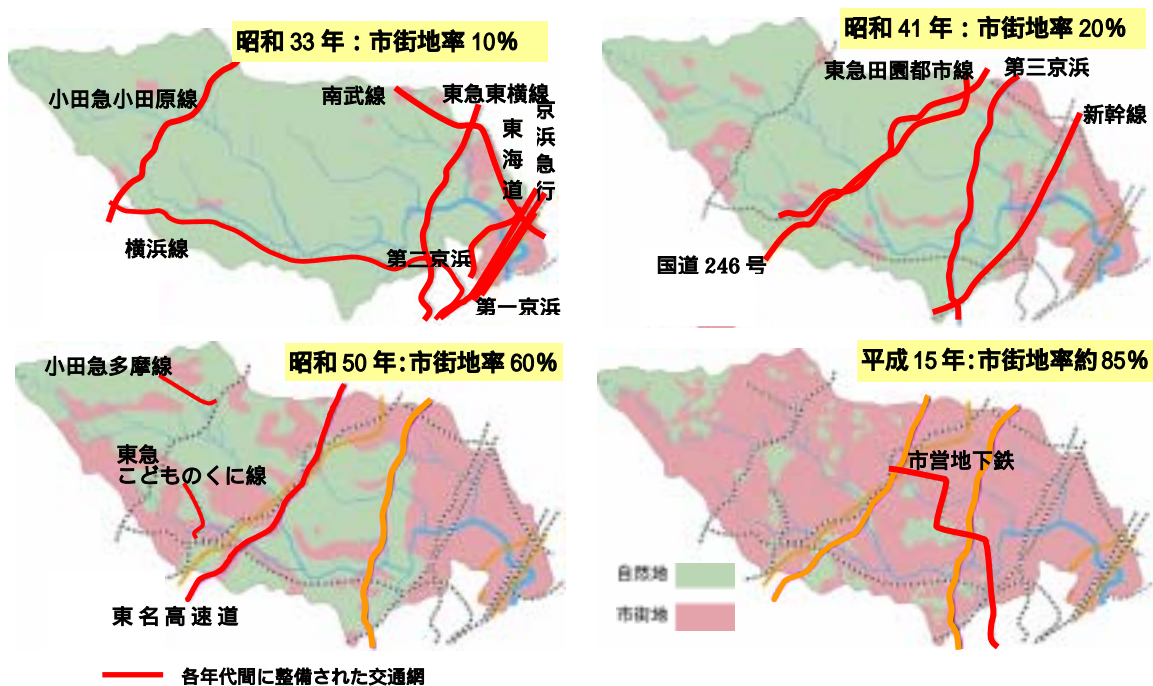 昭和33年：市街地率10%
小田急小田原線
南武線
東急東横線
東海道
京浜急行
横浜線
第二京浜
第一京浜
昭和41年：市街地率20%
東急田園都市線
第三京浜
新幹線
国道246号
昭和50年：市街地率60%
小田急多摩線
東急
こどものくに線
東名高速道
平成15年：市街地率約85%
市営地下鉄
自然地
市街地
各年代間に整備された交通網